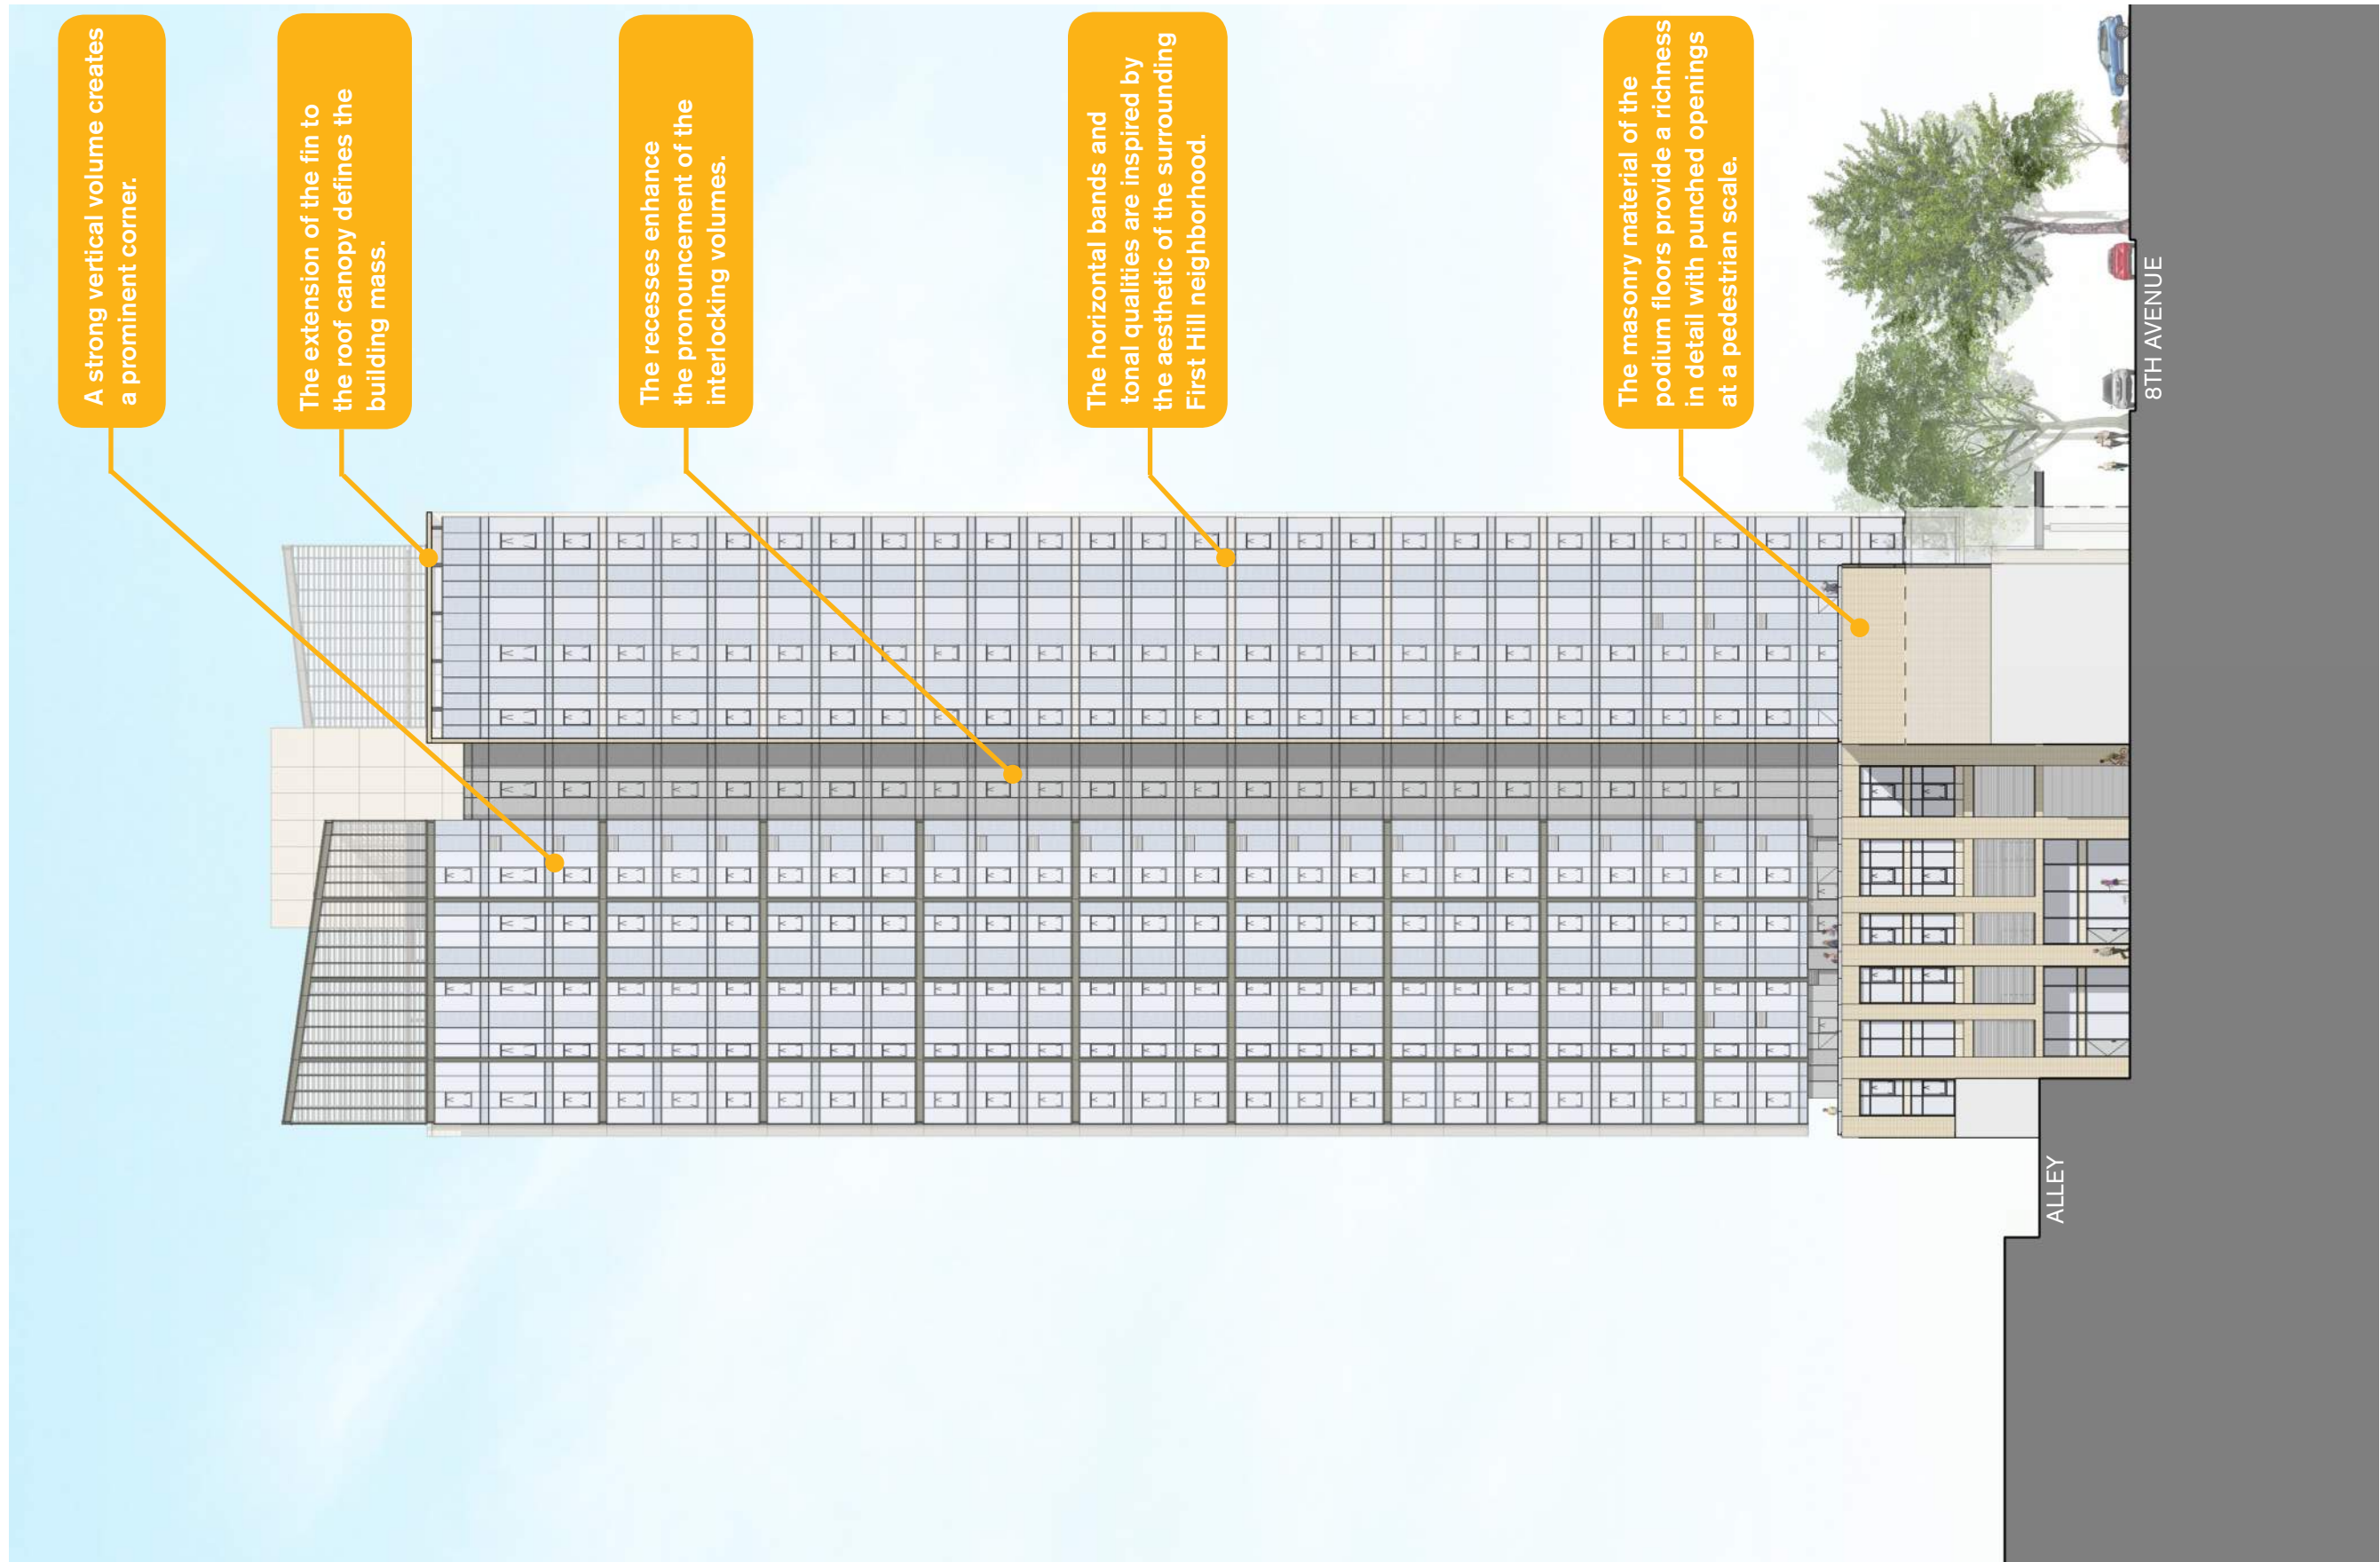 A strong vertical volume creates
a prominent corner.
The extension of the fin to
the roof canopy defines the
building mass.
The recesses enhance
the pronouncement of the
interlocking volumes.
The horizontal bands and
tonal qualities are inspired by
the aesthetic of the surrounding
First Hill neighborhood.
The masonry material of the
podium floors provide a richness
in detail with punched openings
at a pedestrian scale.
ALLEY
8TH AVENUE